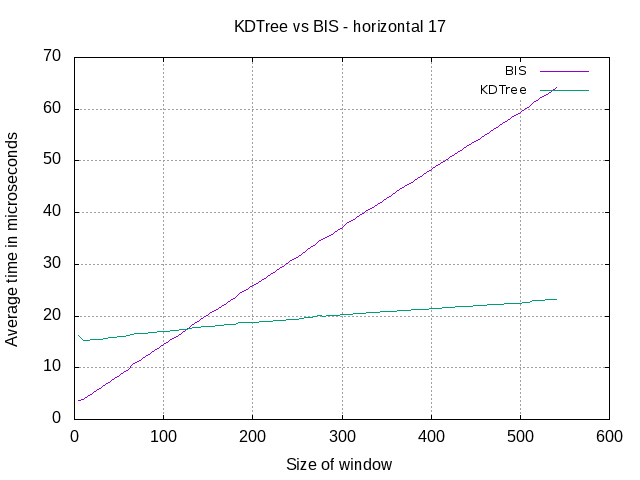 KDTree vs BIS - horizontal 17
70
60
50
40
30
20
10
0
0 100 200 300 400 500 600
Average time in microseconds
Size of window
BIS
KDTree